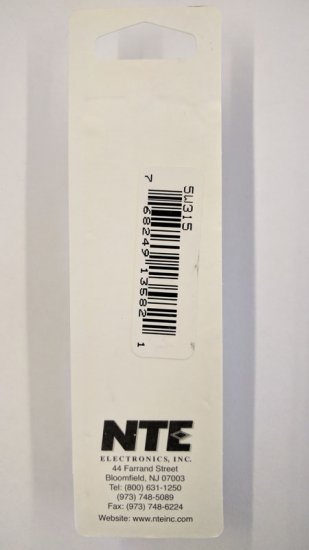 5W315
7 68249 13582 1
NTE
ELECTRONICS, INC.
44 Farrand Street
Bloomfield, NJ 07003
Tel: (800) 631-1250
(973) 748-5089
Fax: (973) 748-6224
Website: www.nteinc.com